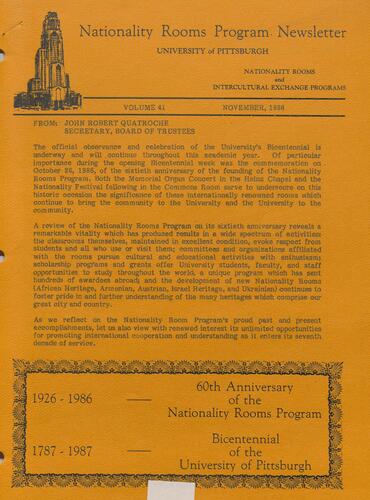 Nationality Rooms Program Newsletter
UNIVERSITY of PITTSBURGH
NATIONALITY ROOMS
and
INTERCULTURAL EXCHANGE PROGRAMS
VOLUME 41 NOVEMBER, 1986
FROM: JOHN ROBERT QUATROCHE
SECRETARY, BOARD OF TRUSTEES
The official observance and celebration of the University's Bicentennial is
underway and will continue throughout this academic year. Of particular
importance during the opening Bicentennial week was the commemoration on
October 26, 1986, of the sixtieth anniversary of the founding of the Nationality
Rooms Program. Both the Memorial Organ Concert in the Heinz Chapel and the
Nationality Festival following in the Commons Room serve to underscore on this
historic occasion the significance of these internationally renowned rooms which
continue to bring the community to the University and the University to the
community.
A review of the Nationality Rooms Program on its sixtieth anniversary reveals a
remarkable vitality which has produced results in a wide spectrum of activities:
the classrooms themselves, maintained in excellent condition, evoke respect from
students and all who use or visit them; committees and organizations affiliated
with the rooms pursue cultural and educational activities with enthusiasm;
scholarship programs and grants offer University students, faculty, and staff
opportunities to study throughout the world, a unique program which has sent
hundreds of awardees abroad; and the development of new Nationality Rooms
(African Heritage, Armenian, Austrian, Israel Heritage, and Ukrainian) continues to
foster pride in and further understanding of the many heritages which comprise our
great city and country.
As we reflect on the Nationality Room Program's proud past and present
accomplishments, let us also view with renewed interest its unlimited opportunities
for promoting international cooperation and understanding as it enters its seventh
decade of service.
1926 - 1986 — 60th Anniversary
of the
Nationality Rooms Program
1787 - 1987 — Bicentennial
of the
University of Pittsburgh